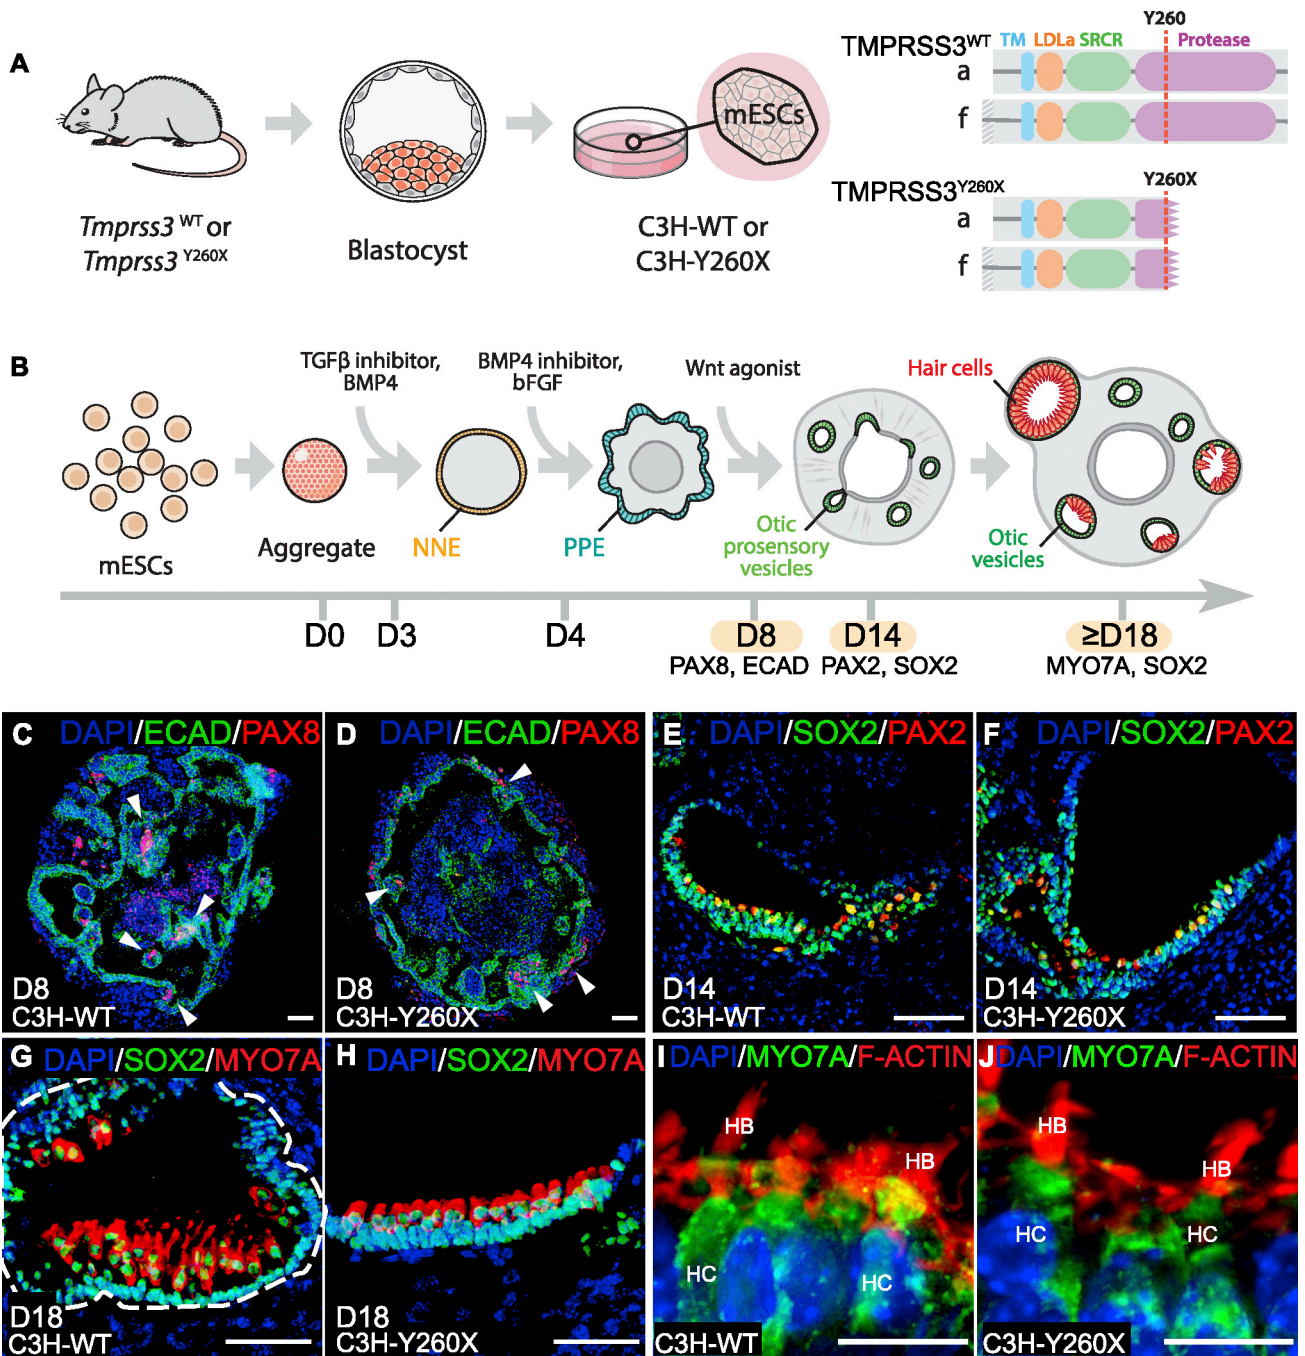 A
Tmprss3 WT or
Tmprss3 Y260X
Blastocyst
mESCs
C3H-WT or
C3H-Y260X
Y260
TMPRSS3WT
TM LDLa SRCR Protease
a
f
Y260X
TMPRSS3Y260X
a
f
B
TGFβ inhibitor,
BMP4
BMP4 inhibitor,
bFGF
Wnt agonist
Hair cells
mESCs
Aggregate
NNE
PPE
Otic
prosensory
vesicles
Otic
vesicles
D0 D3 D4 D8 D14 ≥D18
PAX8, ECAD PAX2, SOX2 MYO7A, SOX2
C DAPI/ECAD/PAX8
D8
C3H-WT
D DAPI/ECAD/PAX8
D8
C3H-Y260X
E DAPI/SOX2/PAX2
D14
C3H-WT
F DAPI/SOX2/PAX2
D14
C3H-Y260X
G DAPI/SOX2/MYO7A
D18
C3H-WT
H DAPI/SOX2/MYO7A
D18
C3H-Y260X
I DAPI/MYO7A/F-ACTIN
HB
HB
HC
HC
C3H-WT
J DAPI/MYO7A/F-ACTIN
HB
HB
HC
HC
C3H-Y260X